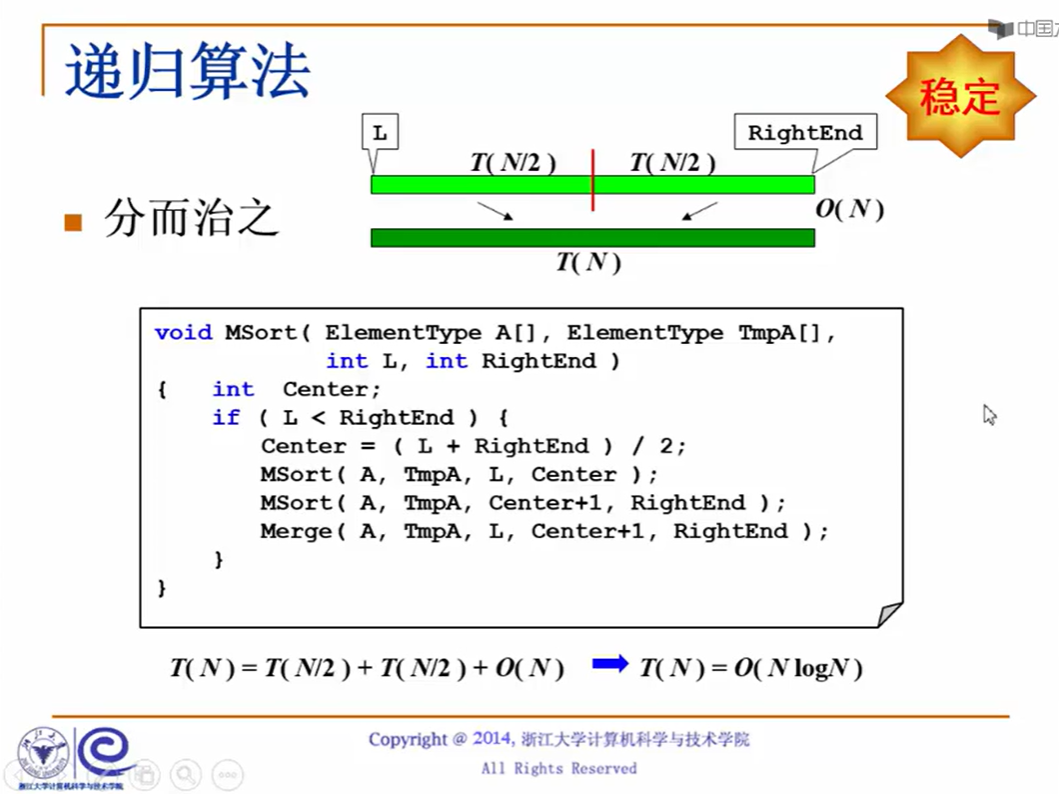 中国
递归算法
稳定
L
RightEnd
T( N/2 )
T( N/2 )
O( N )
T( N )
■ 分而治之
void MSort( ElementType A[], ElementType TmpA[],
int L, int RightEnd )
{ int Center;
if ( L < RightEnd ) {
Center = ( L + RightEnd ) / 2;
MSort( A, TmpA, L, Center );
MSort( A, TmpA, Center+1, RightEnd );
Merge( A, TmpA, L, Center+1, RightEnd );
}
}
T( N ) = T( N/2 ) + T( N/2 ) + O( N ) ➡ T( N ) = O( N logN )
Copyright @ 2014, 浙江大学计算机科学与技术学院
All Rights Reserved
浙江大学计算机科学与技术学院